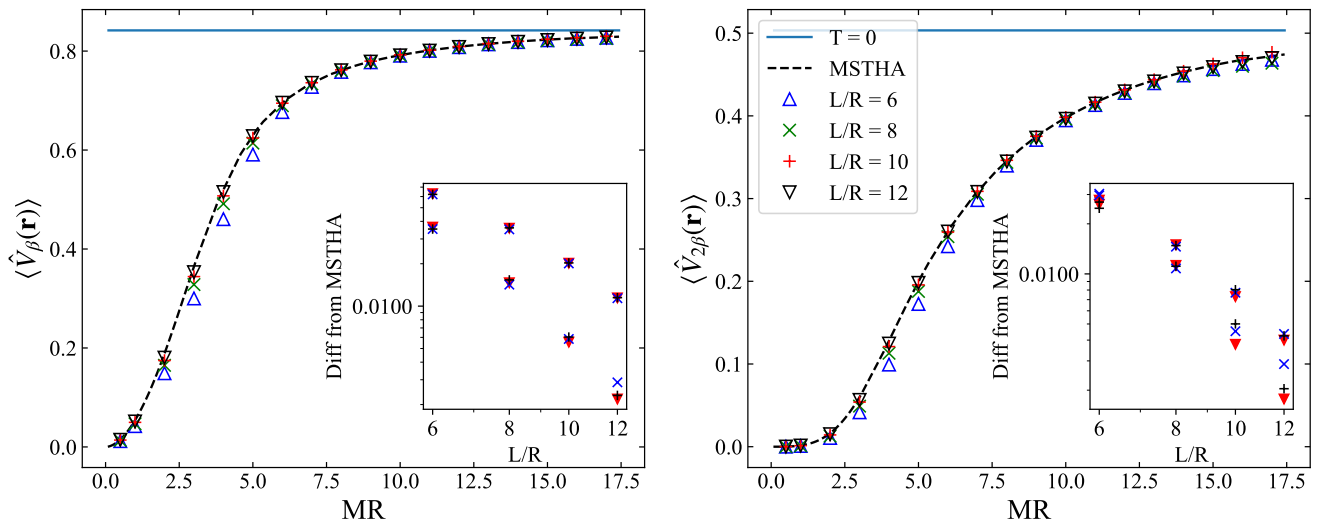 ⟨V̂β(r)⟩
0.8
0.6
0.4
0.2
0.0
0.0 2.5 5.0 7.5 10.0 12.5 15.0 17.5
MR
Diff from MSTHA
0.0100
6 8 10 12
L/R
⟨V̂2β(r)⟩
0.5
0.4
0.3
0.2
0.1
0.0
0.0 2.5 5.0 7.5 10.0 12.5 15.0 17.5
MR
T = 0
MSTHA
L/R = 6
L/R = 8
L/R = 10
L/R = 12
Diff from MSTHA
0.0100
6 8 10 12
L/R